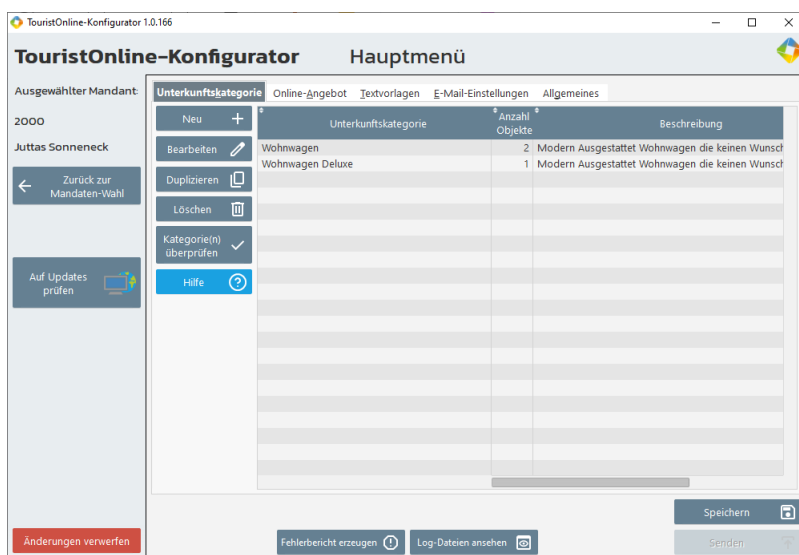 TouristOnline-Konfigurator 1.0.166
TouristOnline-Konfigurator
Hauptmenü
Ausgewählter Mandant:
2000
Juttas Sonneneck
Zurück zur
Mandaten-Wahl
Auf Updates
prüfen
Änderungen verwerfen
Unterkunftskategorie Online-Angebot Textvorlagen E-Mail-Einstellungen Allgemeines
Neu
Bearbeiten
Duplizieren
Löschen
Kategorie(n)
überprüfen
Hilfe
Unterkunftskategorie
Anzahl
Objekte
Beschreibung
Wohnwagen 2 Modern Ausgestattet Wohnwagen die keinen Wunsch
Wohnwagen Deluxe 1 Modern Ausgestattet Wohnwagen die keinen Wunsch
Speichern
Fehlerbericht erzeugen
Log-Dateien ansehen
Senden